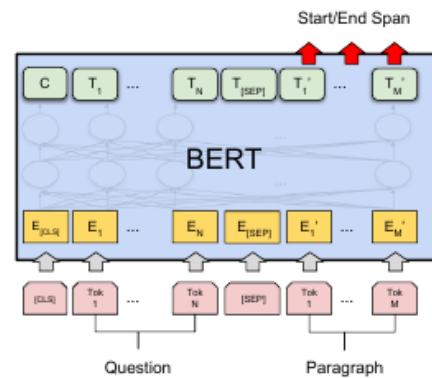 Start/End Span
C T1 ... TN T[SEP] T1' ... TM'
...
BERT
...
E[CLS] E1 ... EN E[SEP] E1' ... EM'
[CLS] Tok 1 ... Tok N [SEP] Tok 1 ... Tok M
Question Paragraph